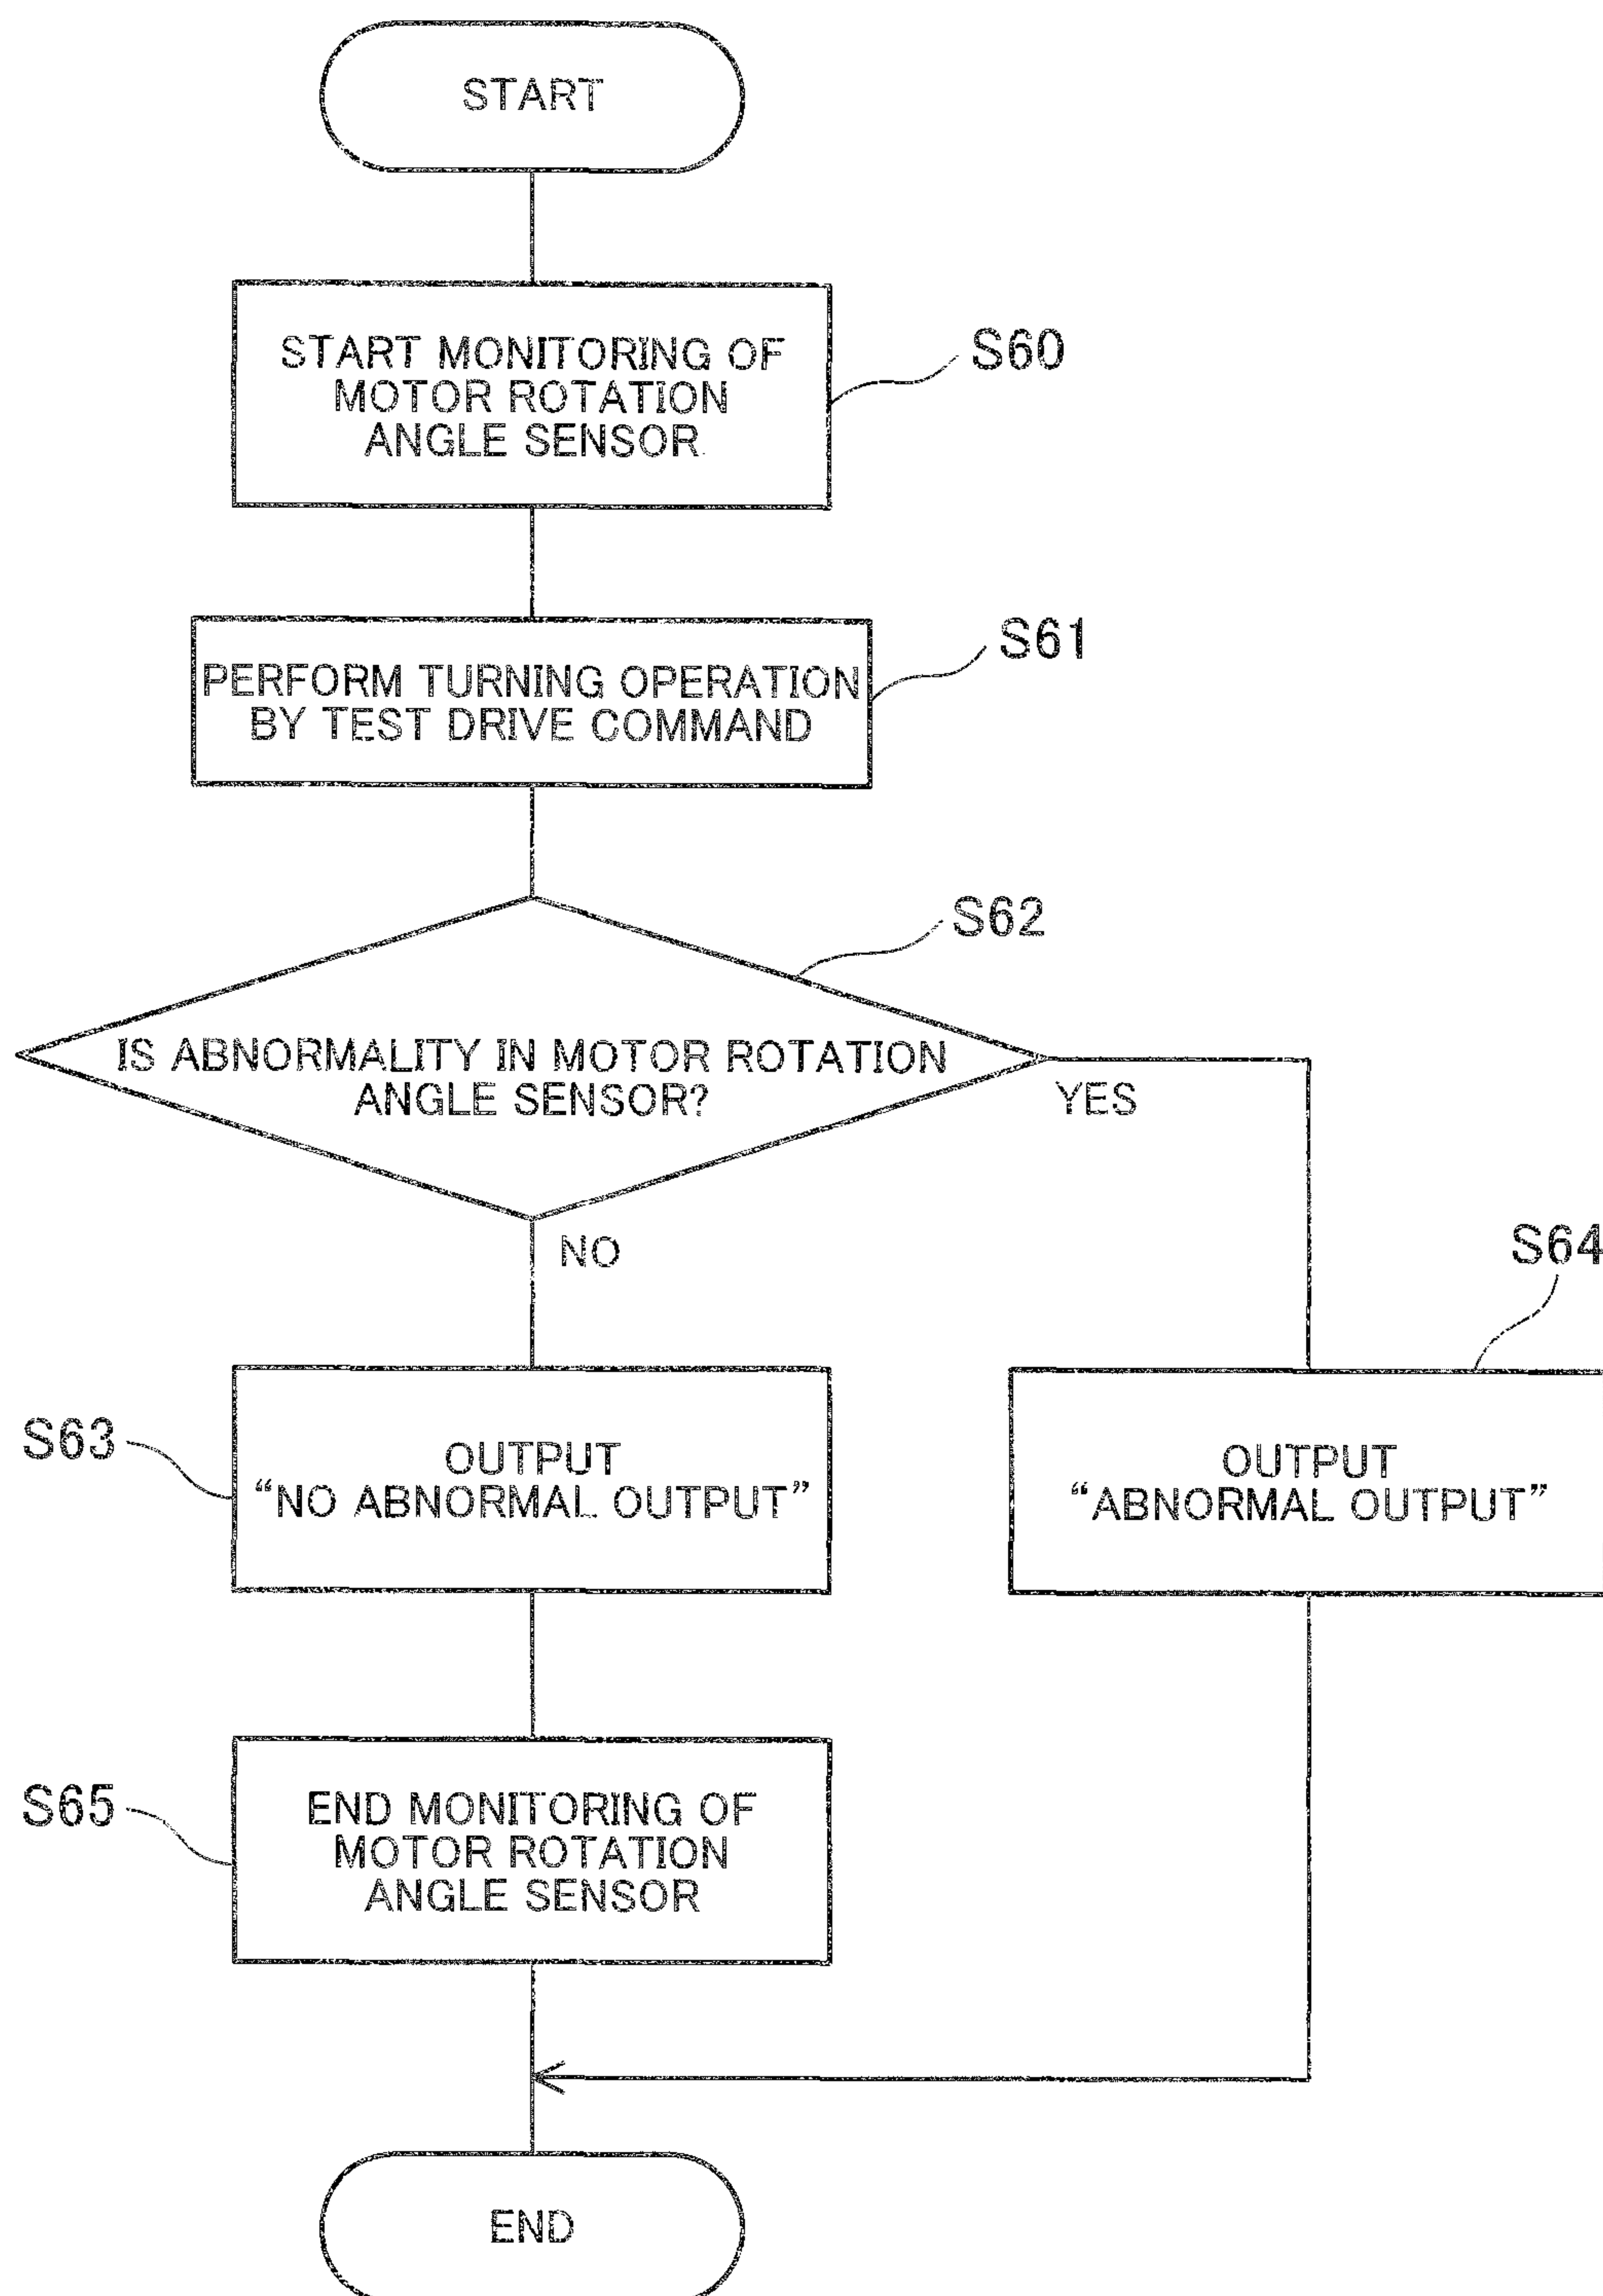 START
START MONITORING OF
MOTOR ROTATION
ANGLE SENSOR
S60
PERFORM TURNING OPERATION
BY TEST DRIVE COMMAND
S61
S62
IS ABNORMALITY IN MOTOR ROTATION
ANGLE SENSOR?
YES
NO
S64
S63
OUTPUT
“NO ABNORMAL OUTPUT”
OUTPUT
“ABNORMAL OUTPUT”
S65
END MONITORING OF
MOTOR ROTATION
ANGLE SENSOR
END